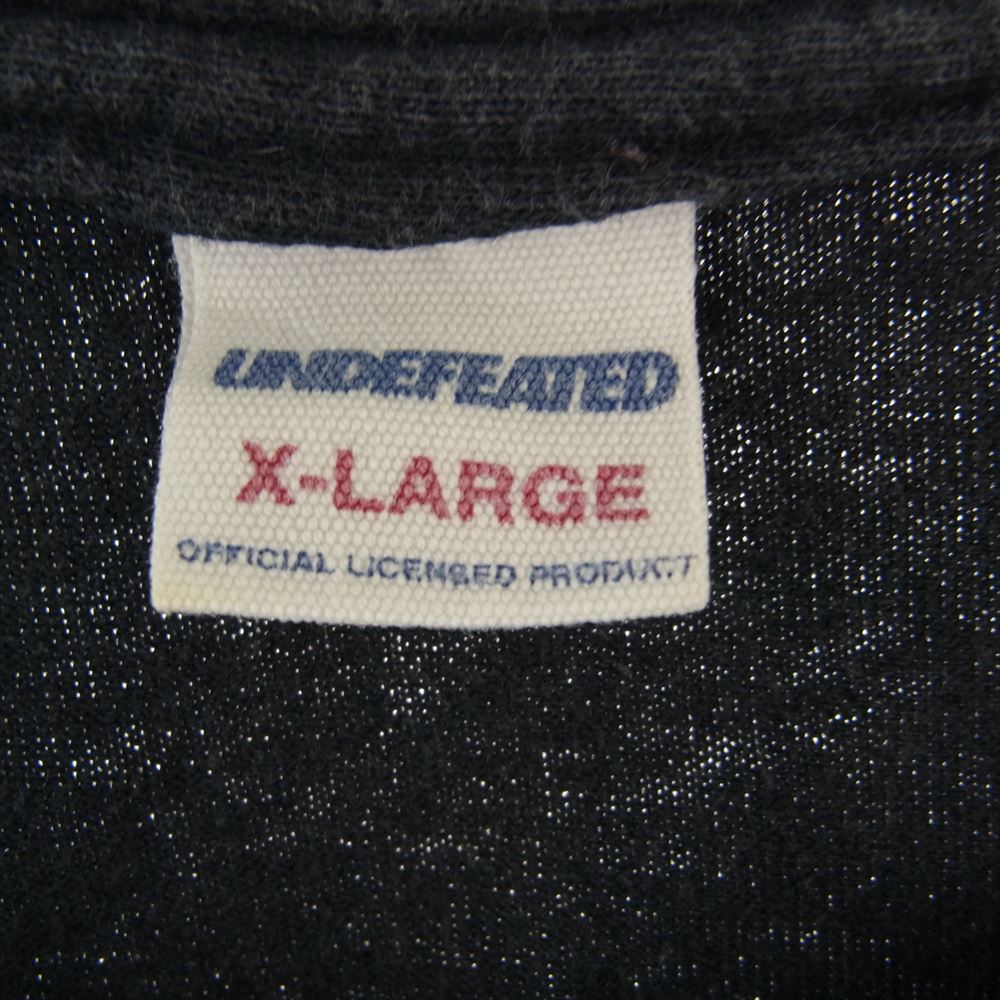 UNDEFEATED
X-LARGE
OFFICIAL LICENSED PRODUCT